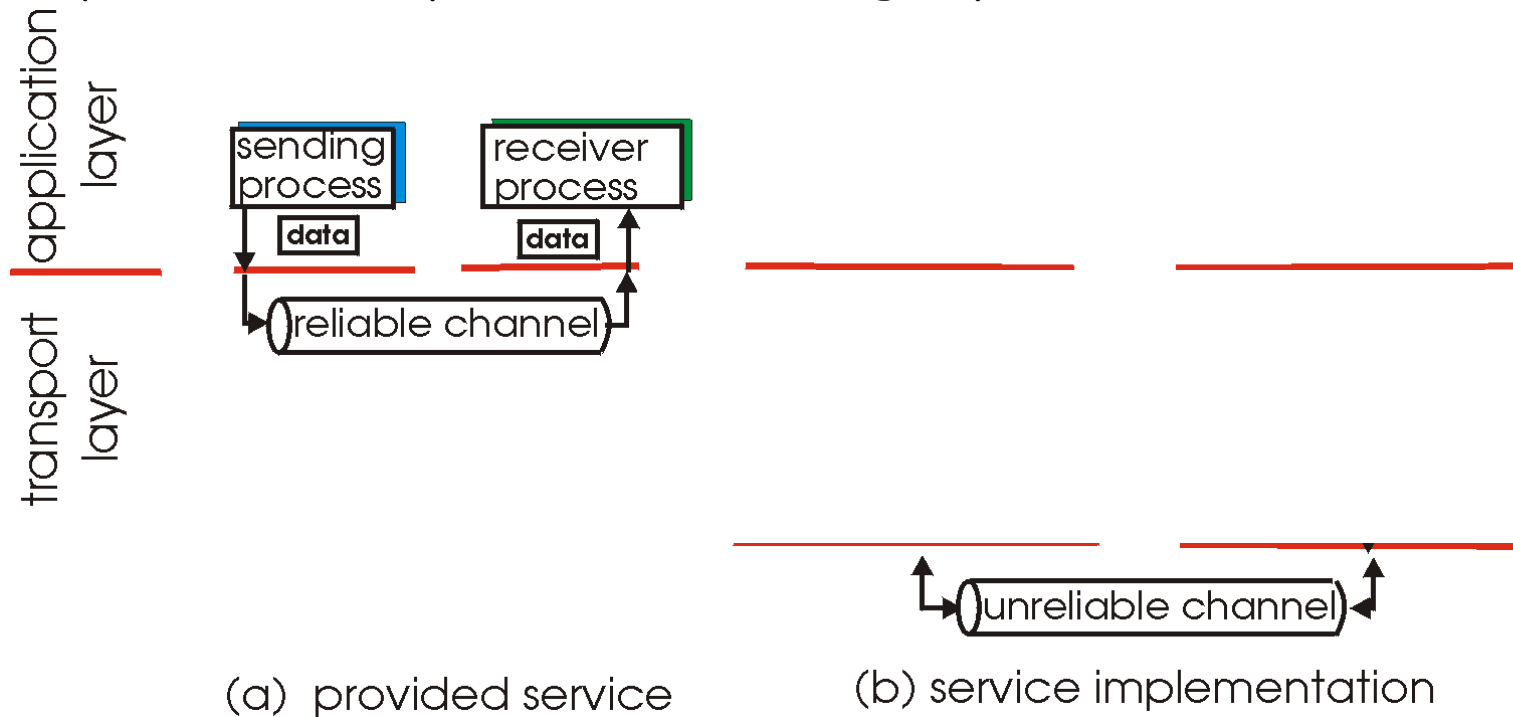 application
layer
sending
process
receiver
process
data
data
reliable channel
transport
layer
unreliable channel
(a) provided service
(b) service implementation